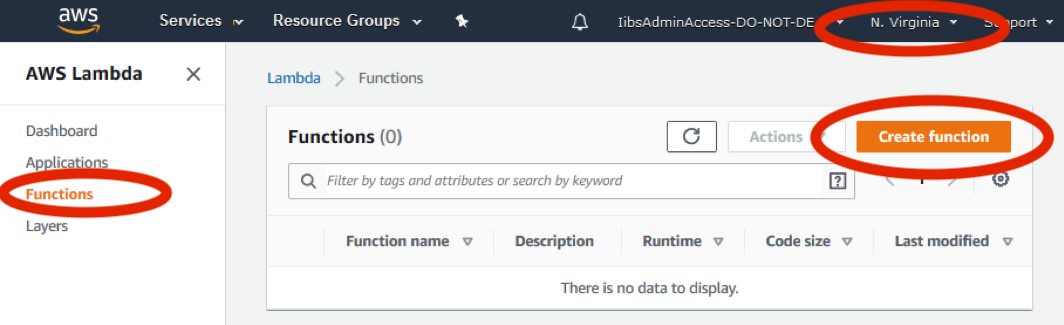 aws Services Resource Groups IibsAdminAccess-DO-NOT-DE N. Virginia Support
AWS Lambda
Lambda > Functions
Dashboard
Applications
Functions
Layers
Functions (0) Actions Create function
Filter by tags and attributes or search by keyword ? < 1 >
Function name Description Runtime Code size Last modified
There is no data to display.